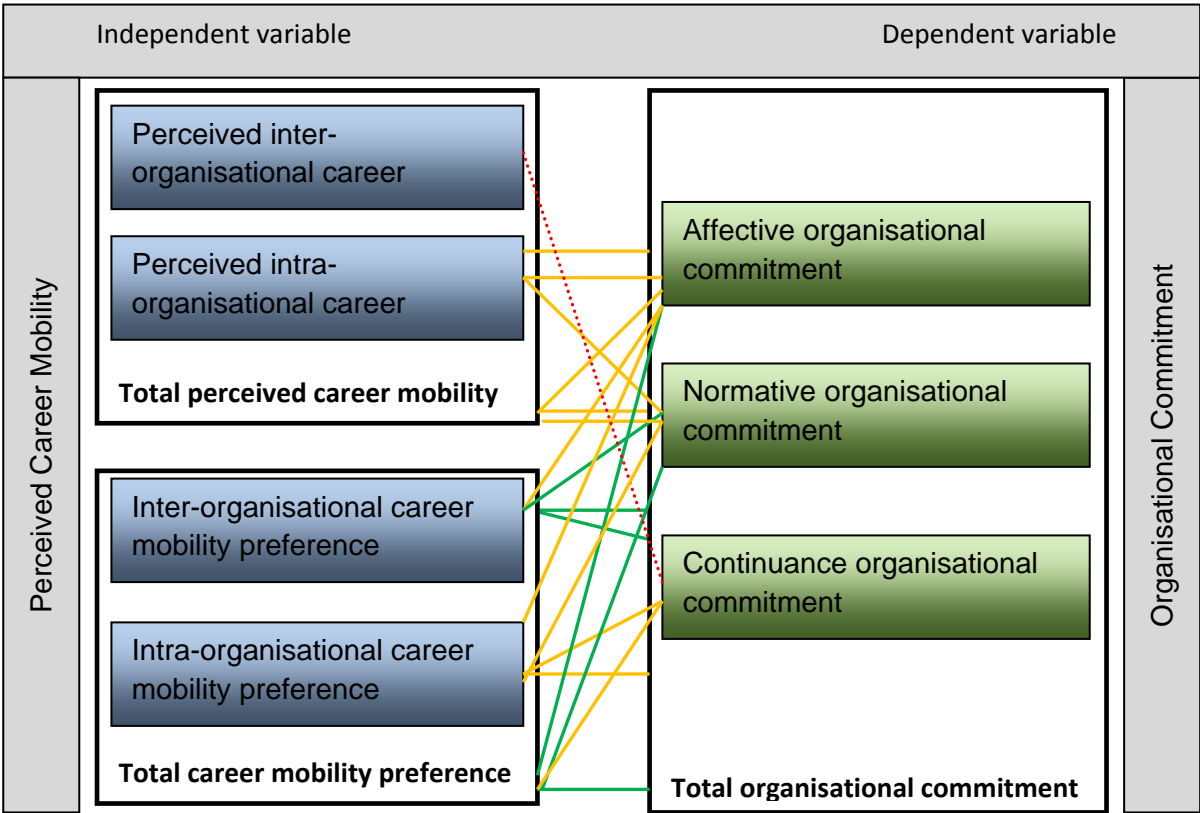 Independent variable
Dependent variable
Perceived Career Mobility
Perceived inter-
organisational career
Perceived intra-
organisational career
Total perceived career mobility
Inter-organisational career
mobility preference
Intra-organisational career
mobility preference
Total career mobility preference
Affective organisational
commitment
Normative organisational
commitment
Continuance organisational
commitment
Total organisational commitment
Organisational Commitment